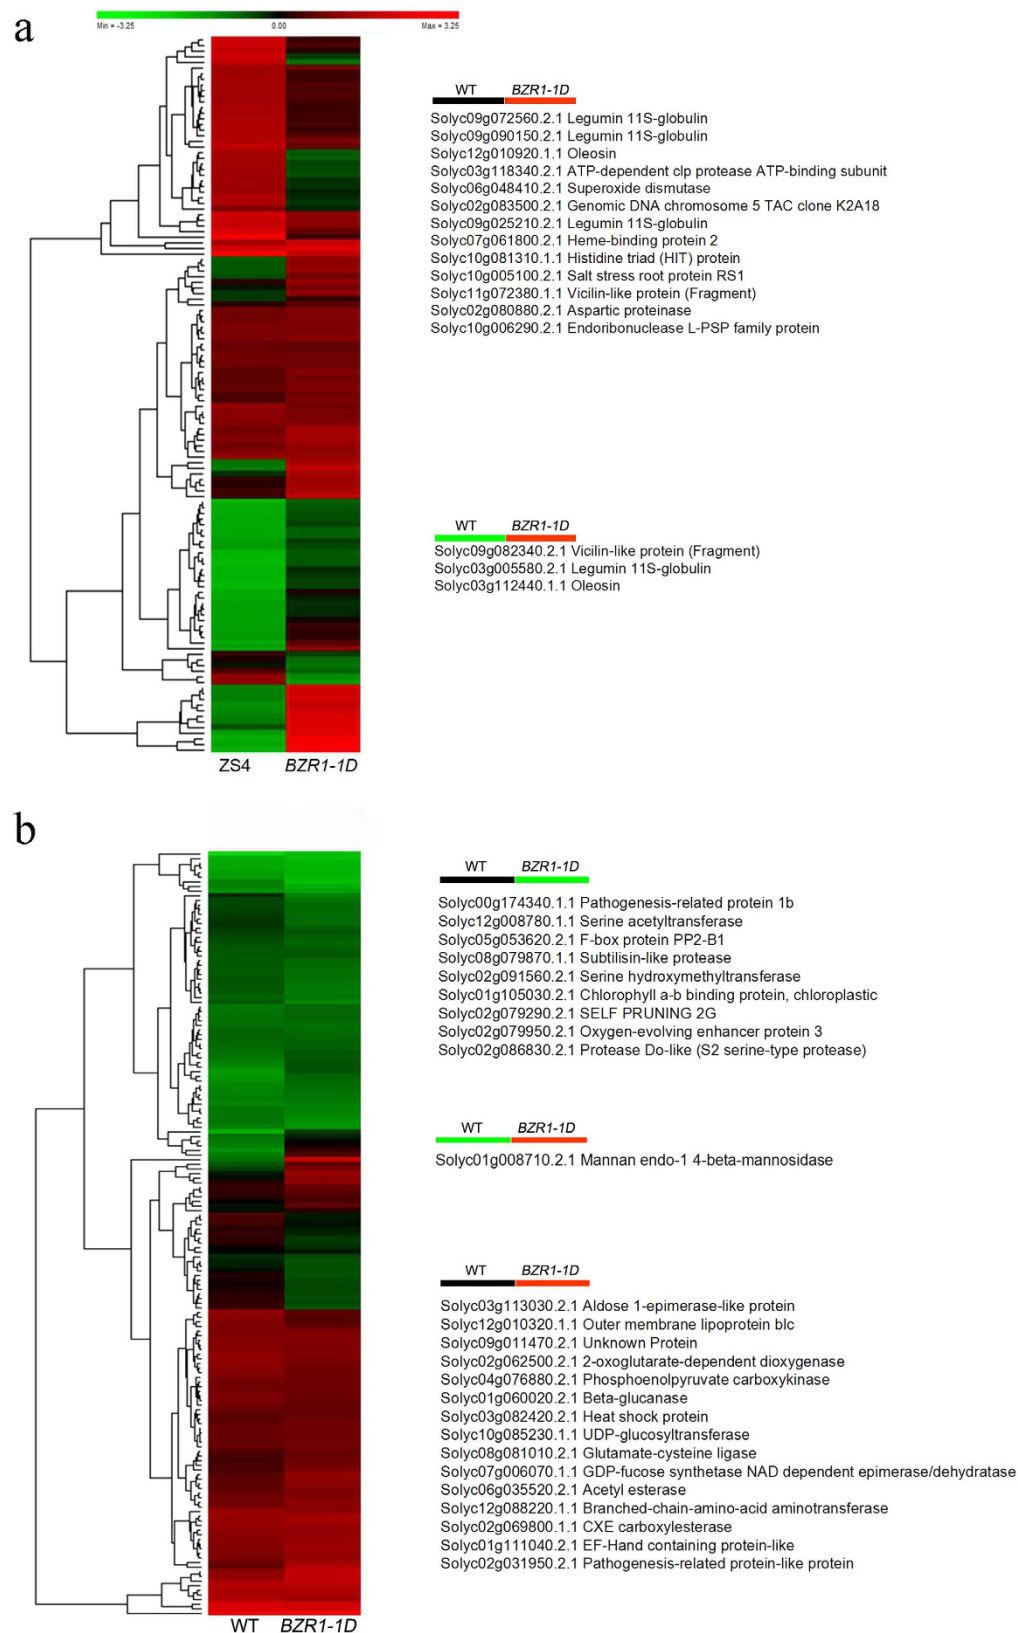 a
Min = -3.25 0.00 Max = 3.25
WT BZR1-1D
Solyc09g072560.2.1 Legumin 11S-globulin
Solyc09g090150.2.1 Legumin 11S-globulin
Solyc12g010920.1.1 Oleosin
Solyc03g118340.2.1 ATP-dependent clp protease ATP-binding subunit
Solyc06g048410.2.1 Superoxide dismutase
Solyc02g083500.2.1 Genomic DNA chromosome 5 TAC clone K2A18
Solyc09g025210.2.1 Legumin 11S-globulin
Solyc07g061800.2.1 Heme-binding protein 2
Solyc10g081310.1.1 Histidine triad (HIT) protein
Solyc10g005100.2.1 Salt stress root protein RS1
Solyc11g072380.1.1 Vicilin-like protein (Fragment)
Solyc02g080880.2.1 Aspartic proteinase
Solyc10g006290.2.1 Endoribonuclease L-PSP family protein
WT BZR1-1D
Solyc09g082340.2.1 Vicilin-like protein (Fragment)
Solyc03g005580.2.1 Legumin 11S-globulin
Solyc03g112440.1.1 Oleosin
ZS4 BZR1-1D
b
WT BZR1-1D
Solyc00g174340.1.1 Pathogenesis-related protein 1b
Solyc12g008780.1.1 Serine acetyltransferase
Solyc05g053620.2.1 F-box protein PP2-B1
Solyc08g079870.1.1 Subtilisin-like protease
Solyc02g091560.2.1 Serine hydroxymethyltransferase
Solyc01g105030.2.1 Chlorophyll a-b binding protein, chloroplastic
Solyc02g079290.2.1 SELF PRUNING 2G
Solyc02g079950.2.1 Oxygen-evolving enhancer protein 3
Solyc02g086830.2.1 Protease Do-like (S2 serine-type protease)
WT BZR1-1D
Solyc01g008710.2.1 Mannan endo-1 4-beta-mannosidase
WT BZR1-1D
Solyc03g113030.2.1 Aldose 1-epimerase-like protein
Solyc12g010320.1.1 Outer membrane lipoprotein blc
Solyc09g011470.2.1 Unknown Protein
Solyc02g062500.2.1 2-oxoglutarate-dependent dioxygenase
Solyc04g076880.2.1 Phosphoenolpyruvate carboxykinase
Solyc01g060020.2.1 Beta-glucanase
Solyc03g082420.2.1 Heat shock protein
Solyc10g085230.1.1 UDP-glucosyltransferase
Solyc08g081010.2.1 Glutamate-cysteine ligase
Solyc07g006070.1.1 GDP-fucose synthetase NAD dependent epimerase/dehydratase
Solyc06g035520.2.1 Acetyl esterase
Solyc12g088220.1.1 Branched-chain-amino-acid aminotransferase
Solyc02g069800.1.1 CXE carboxylesterase
Solyc01g111040.2.1 EF-Hand containing protein-like
Solyc02g031950.2.1 Pathogenesis-related protein-like protein
WT BZR1-1D